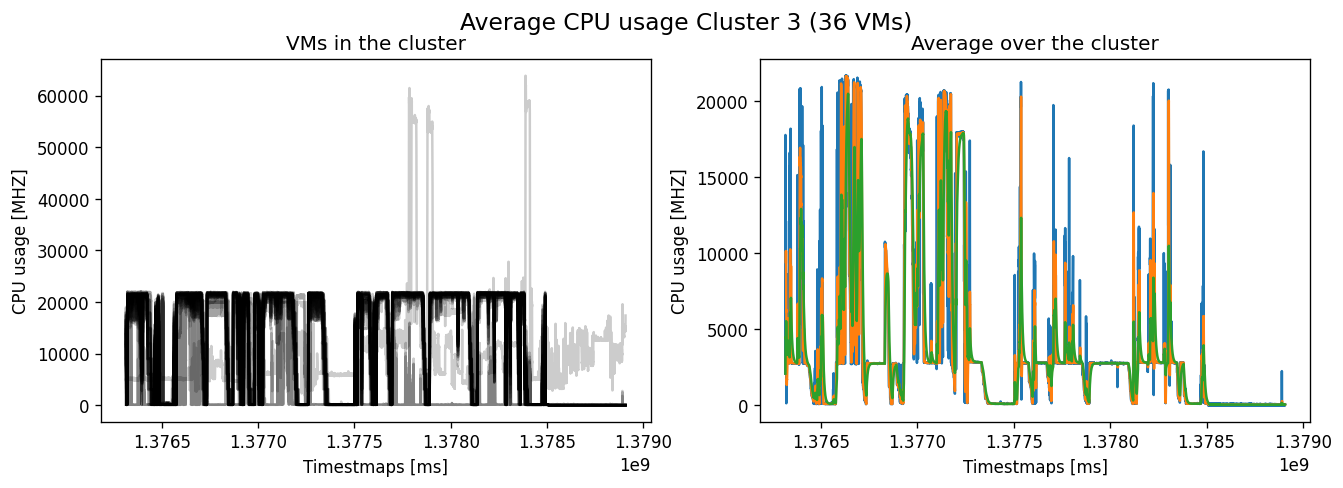 Average CPU usage Cluster 3 (36 VMs)
VMs in the cluster
CPU usage [MHZ]
60000
50000
40000
30000
20000
10000
0
1.3765 1.3770 1.3775 1.3780 1.3785 1.3790
1e9
Timestmaps [ms]
Average over the cluster
CPU usage [MHZ]
20000
15000
10000
5000
0
1.3765 1.3770 1.3775 1.3780 1.3785 1.3790
1e9
Timestmaps [ms]